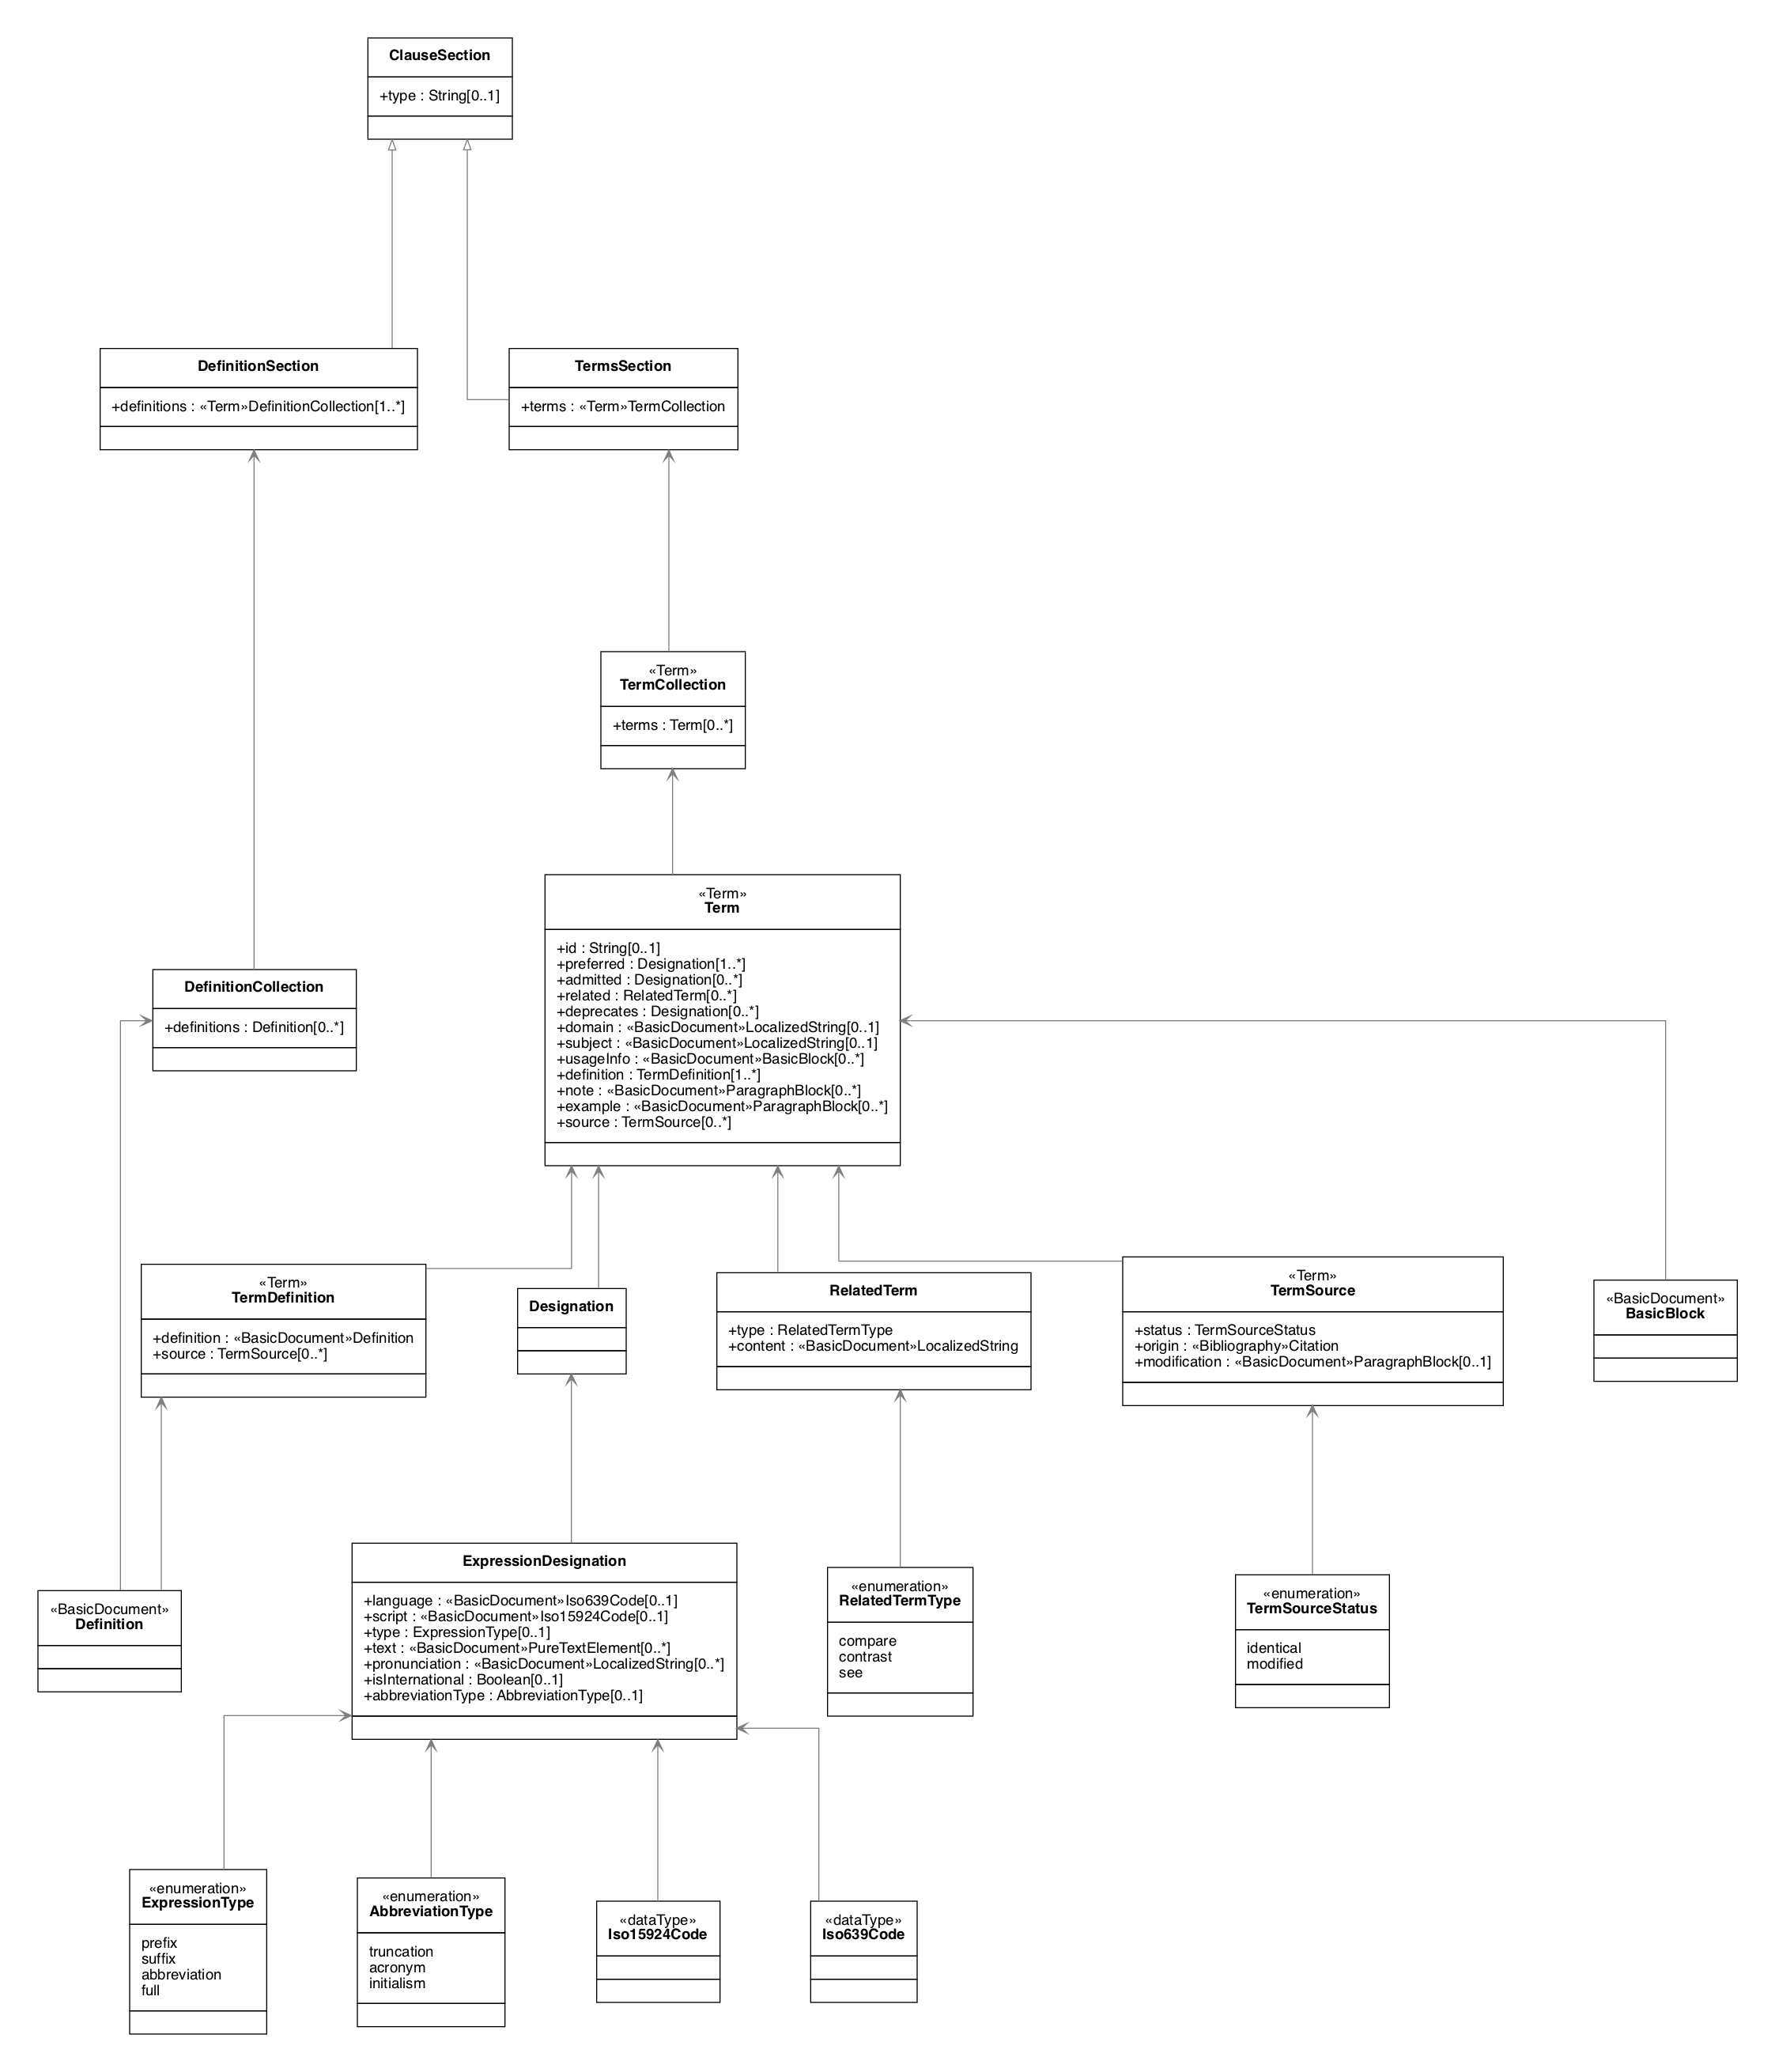 ClauseSection
+type : String[0..1]
DefinitionSection
+definitions : «Term»DefinitionCollection[1..*]
TermsSection
+terms : «Term»TermCollection
«Term»
TermCollection
+terms : Term[0..*]
«Term»
Term
+id : String[0..1]
+preferred : Designation[1..*]
+admitted : Designation[0..*]
+related : RelatedTerm[0..*]
+deprecates : Designation[0..*]
+domain : «BasicDocument»LocalizedString[0..1]
+subject : «BasicDocument»LocalizedString[0..1]
+usageInfo : «BasicDocument»BasicBlock[0..*]
+definition : TermDefinition[1..*]
+note : «BasicDocument»ParagraphBlock[0..*]
+example : «BasicDocument»ParagraphBlock[0..*]
+source : TermSource[0..*]
DefinitionCollection
+definitions : Definition[0..*]
«Term»
TermDefinition
+definition : «BasicDocument»Definition
+source : TermSource[0..*]
Designation
RelatedTerm
+type : RelatedTermType
+content : «BasicDocument»LocalizedString
«Term»
TermSource
+status : TermSourceStatus
+origin : «Bibliography»Citation
+modification : «BasicDocument»ParagraphBlock[0..1]
«BasicDocument»
BasicBlock
«BasicDocument»
Definition
ExpressionDesignation
+language : «BasicDocument»Iso639Code[0..1]
+script : «BasicDocument»Iso15924Code[0..1]
+type : ExpressionType[0..1]
+text : «BasicDocument»PureTextElement[0..*]
+pronunciation : «BasicDocument»LocalizedString[0..*]
+isInternational : Boolean[0..1]
+abbreviationType : AbbreviationType[0..1]
«enumeration»
RelatedTermType
compare
contrast
see
«enumeration»
TermSourceStatus
identical
modified
«enumeration»
ExpressionType
prefix
suffix
abbreviation
full
«enumeration»
AbbreviationType
truncation
acronym
initialism
«dataType»
Iso15924Code
«dataType»
Iso639Code